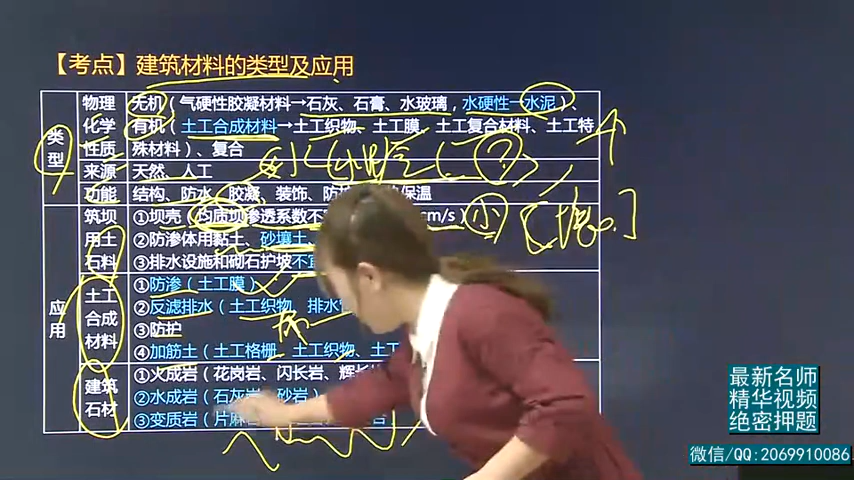 【考点】建筑材料的类型及应用
类型
物理化学性质
无机（气硬性胶凝材料→石灰、石膏、水玻璃，水硬性—水泥）、
有机（土工合成材料→土工织物、土工膜、土工复合材料、土工特
殊材料）、复合
来源
天然、人工
功能
结构、防水、胶凝、装饰、防 保温
应用
筑坝用土石料
①坝壳（均质坝渗透系数不 cm/s）小
②防渗体用黏土、砂壤土、
③排水设施和砌石护坡不宜
土工合成材料
①防渗（土工膜）
②反滤排水（土工织物、排水
③防护
④加筋土（土工格栅、土工织物、土工
建筑石材
①火成岩（花岗岩、闪长岩、辉长
②水成岩（石灰岩、砂岩）
③变质岩（片麻
最新名师
精华视频
绝密押题
微信/QQ:2069910086